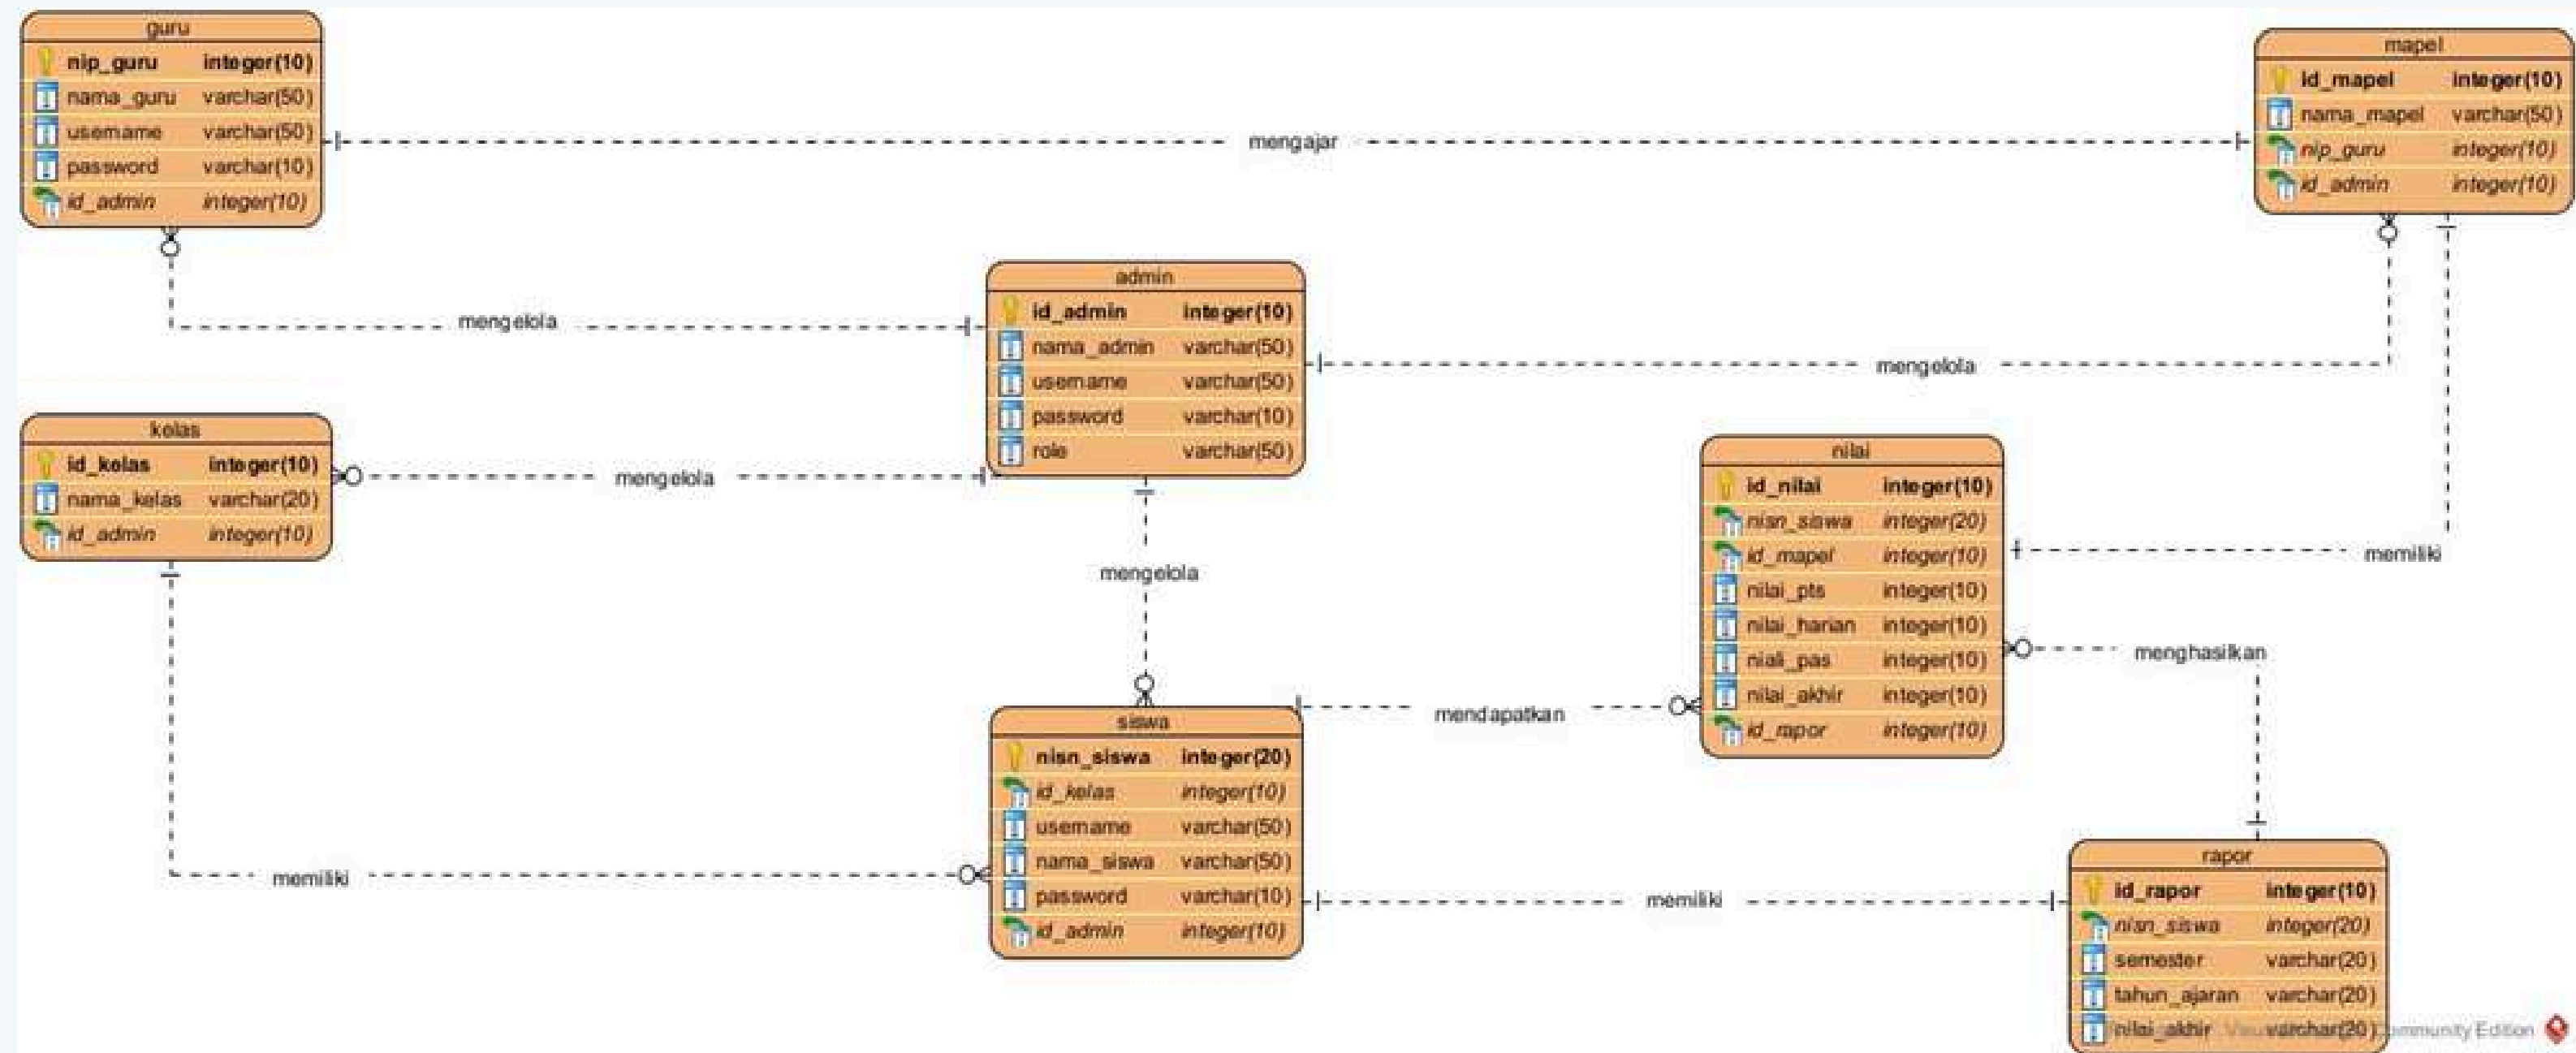 guru
nip_guru integer(10)
nama_guru varchar(50)
username varchar(50)
password varchar(10)
id_admin integer(10)
mengajar
mapel
id_mapel integer(10)
nama_mapel varchar(50)
nip_guru integer(10)
id_admin integer(10)
mengelola
admin
id_admin integer(10)
nama_admin varchar(50)
username varchar(50)
password varchar(10)
role varchar(50)
mengelola
kelas
id_kelas integer(10)
nama_kelas varchar(20)
id_admin integer(10)
mengelola
mengelola
nilai
id_nilai integer(10)
nisn_siswa integer(20)
id_mapel integer(10)
nilai_pts integer(10)
nilai_harian integer(10)
niali_pas integer(10)
nilai_akhir integer(10)
id_rapor integer(10)
memiliki
menghasilkan
mendapatkan
siswa
nisn_siswa integer(20)
id_kelas integer(10)
username varchar(50)
nama_siswa varchar(50)
password varchar(10)
id_admin integer(10)
memiliki
memiliki
rapor
id_rapor integer(10)
nisn_siswa integer(20)
semester varchar(20)
tahun_ajaran varchar(20)
nilai_akhir varchar(20)
Community Edition